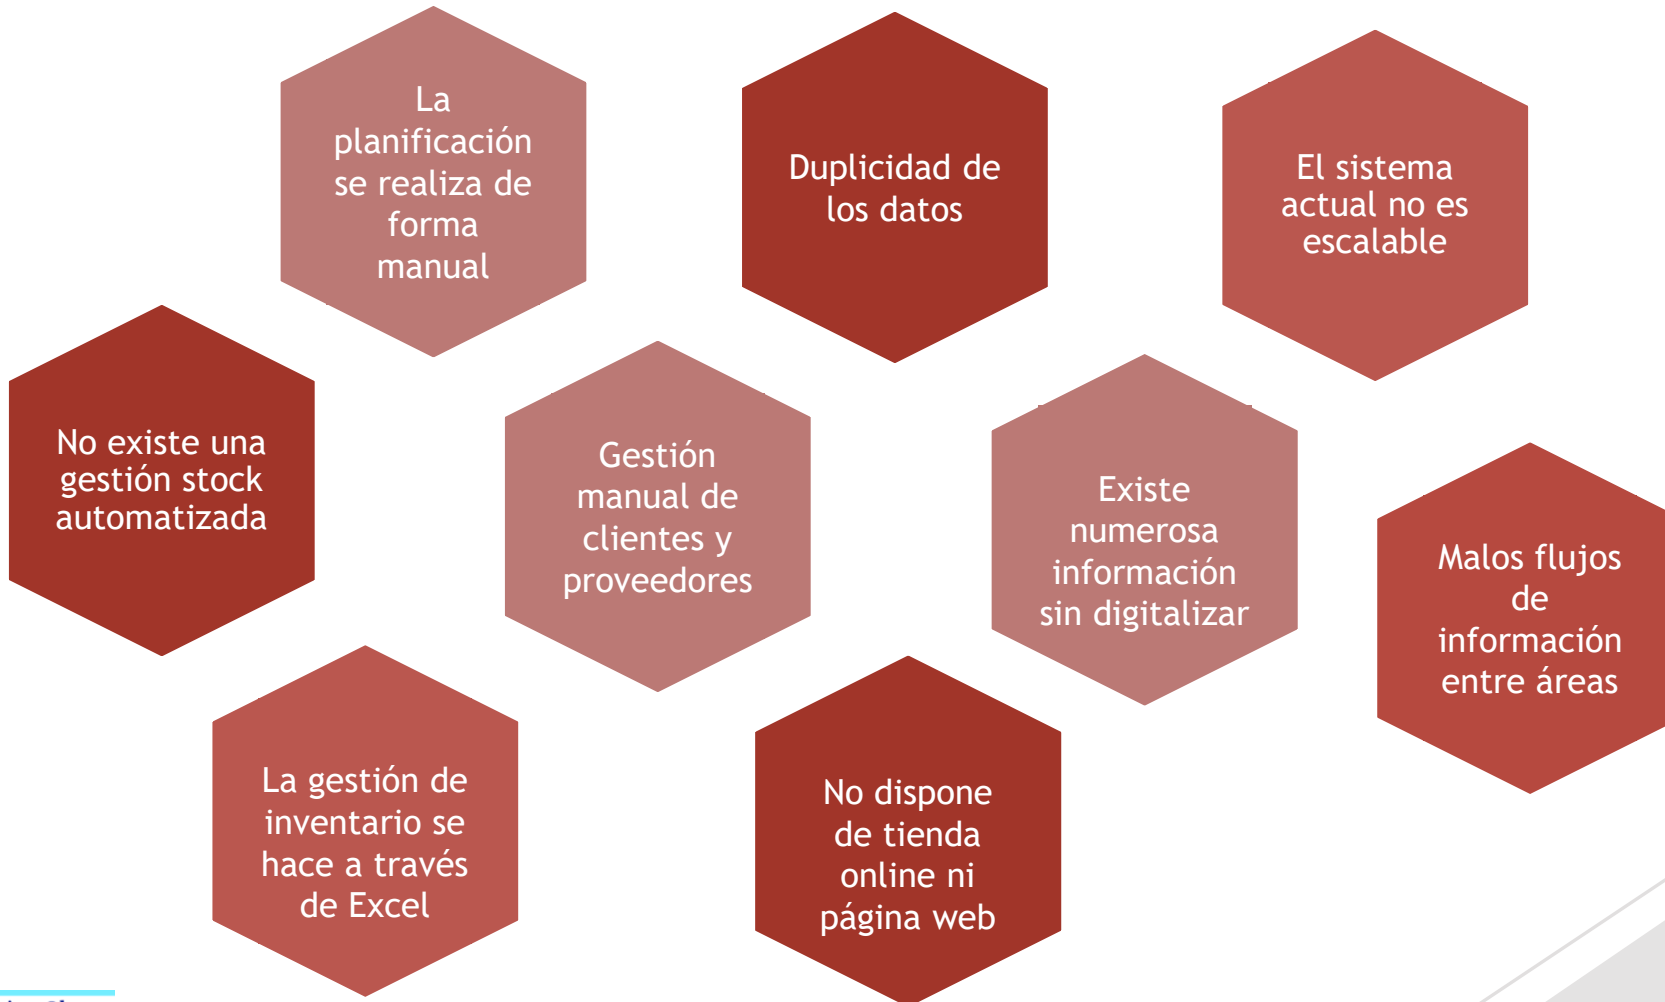 La
planificación
se realiza de
forma
manual
Duplicidad de
los datos
El sistema
actual no es
escalable
No existe una
gestión stock
automatizada
Gestión
manual de
clientes y
proveedores
Existe
numerosa
información
sin digitalizar
Malos flujos
de
información
entre áreas
La gestión de
inventario se
hace a través
de Excel
No dispone
de tienda
online ni
página web